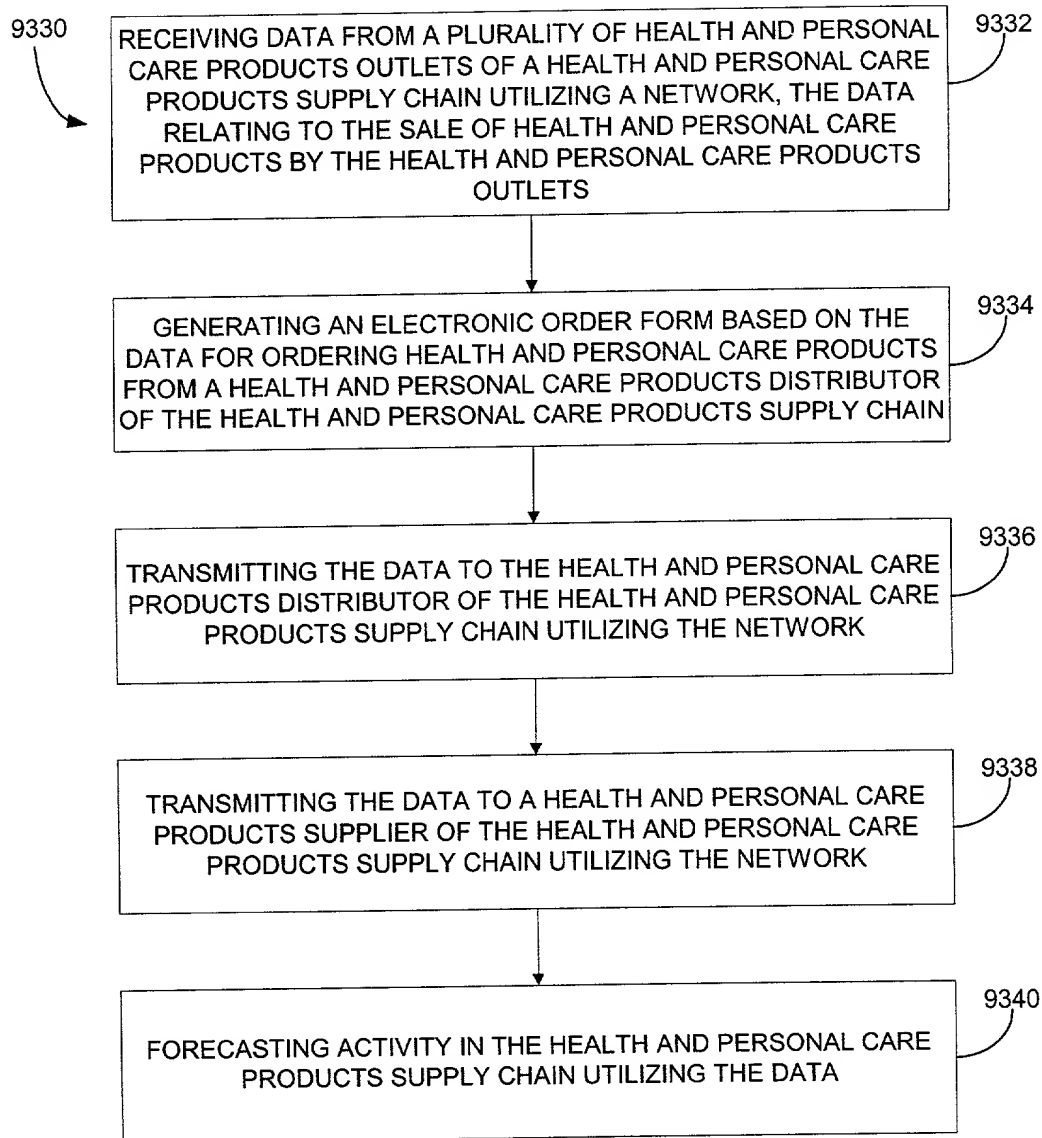 9330
9332
RECEIVING DATA FROM A PLURALITY OF HEALTH AND PERSONAL
CARE PRODUCTS OUTLETS OF A HEALTH AND PERSONAL CARE
PRODUCTS SUPPLY CHAIN UTILIZING A NETWORK, THE DATA
RELATING TO THE SALE OF HEALTH AND PERSONAL CARE
PRODUCTS BY THE HEALTH AND PERSONAL CARE PRODUCTS
OUTLETS
9334
GENERATING AN ELECTRONIC ORDER FORM BASED ON THE
DATA FOR ORDERING HEALTH AND PERSONAL CARE PRODUCTS
FROM A HEALTH AND PERSONAL CARE PRODUCTS DISTRIBUTOR
OF THE HEALTH AND PERSONAL CARE PRODUCTS SUPPLY CHAIN
9336
TRANSMITTING THE DATA TO THE HEALTH AND PERSONAL CARE
PRODUCTS DISTRIBUTOR OF THE HEALTH AND PERSONAL CARE
PRODUCTS SUPPLY CHAIN UTILIZING THE NETWORK
9338
TRANSMITTING THE DATA TO A HEALTH AND PERSONAL CARE
PRODUCTS SUPPLIER OF THE HEALTH AND PERSONAL CARE
PRODUCTS SUPPLY CHAIN UTILIZING THE NETWORK
9340
FORECASTING ACTIVITY IN THE HEALTH AND PERSONAL CARE
PRODUCTS SUPPLY CHAIN UTILIZING THE DATA